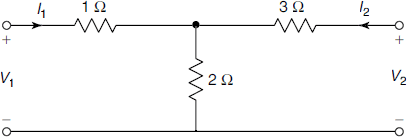 I₁ 1 Ω 3 Ω I₂
+ +
V₁ 2 Ω V₂
– –